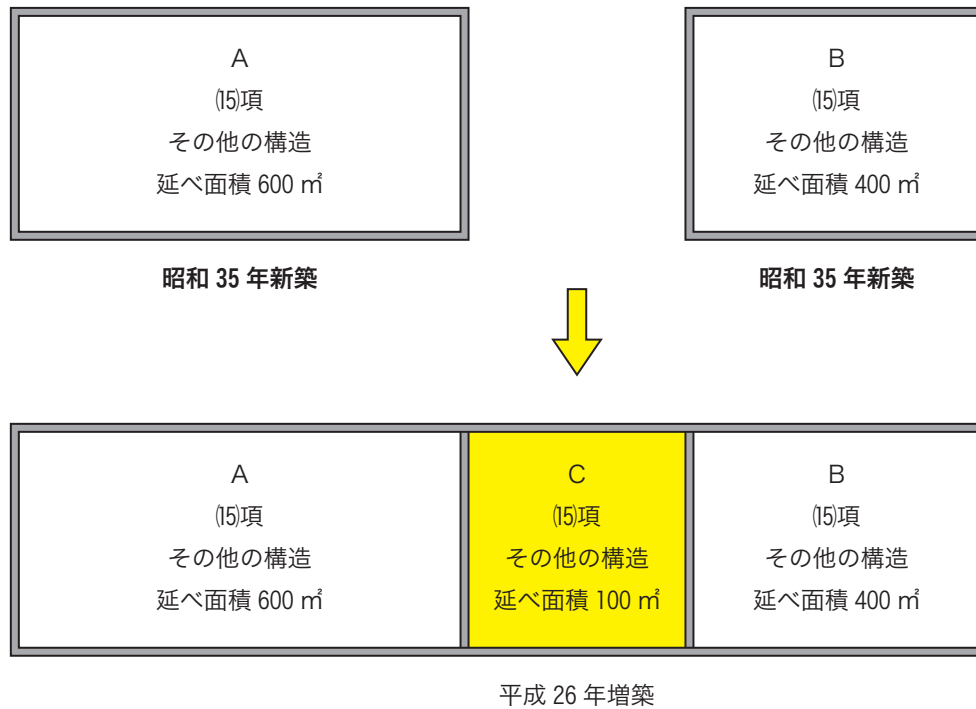 A
⒂項
その他の構造
延べ面積 600 ㎡
B
⒂項
その他の構造
延べ面積 400 ㎡
昭和 35 年新築
昭和 35 年新築
A
⒂項
その他の構造
延べ面積 600 ㎡
C
⒂項
その他の構造
延べ面積 100 ㎡
B
⒂項
その他の構造
延べ面積 400 ㎡
平成 26 年増築